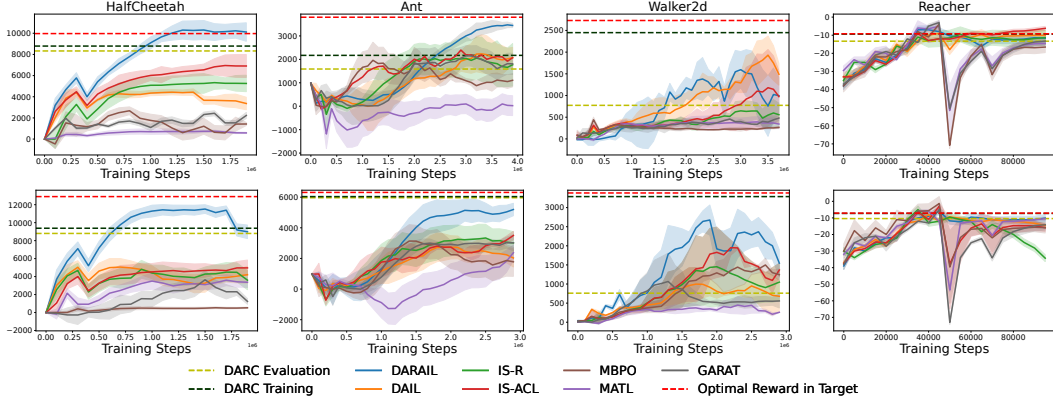 HalfCheetah Ant Walker2d Reacher
10000 8000 6000 4000 2000 0
4000 3000 2000 1000 0 −1000 −2000
2500 2000 1500 1000 500 0
10 0 −10 −20 −30 −40 −50 −60 −70
0.00 0.25 0.50 0.75 1.00 1.25 1.50 1.75 1e6
0.0 0.5 1.0 1.5 2.0 2.5 3.0 3.5 4.0 1e6
0.0 0.5 1.0 1.5 2.0 2.5 3.0 3.5 1e6
0 20000 40000 60000 80000
Training Steps Training Steps Training Steps Training Steps
12000 10000 8000 6000 4000 2000 0 −2000
6000 4000 2000 0 −2000
3000 2500 2000 1500 1000 500 0
0 −10 −20 −30 −40 −50 −60 −70
0.00 0.25 0.50 0.75 1.00 1.25 1.50 1.75 1e6
0.0 0.5 1.0 1.5 2.0 2.5 3.0 1e6
0.0 0.5 1.0 1.5 2.0 2.5 3.0 1e6
0 20000 40000 60000 80000
Training Steps Training Steps Training Steps Training Steps
DARC Evaluation DARAIL IS-R MBPO GARAT
DARC Training DAIL IS-ACL MATL Optimal Reward in Target